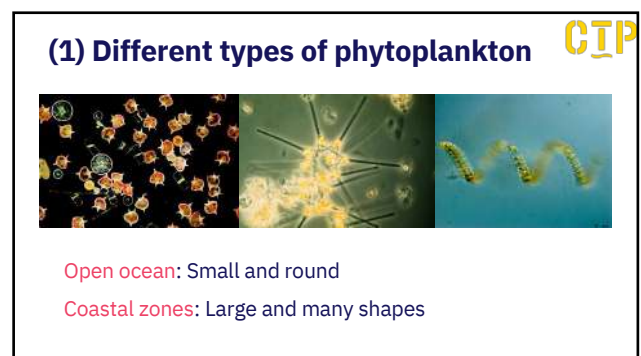 (1) Different types of phytoplankton
CTP
Open ocean: Small and round
Coastal zones: Large and many shapes